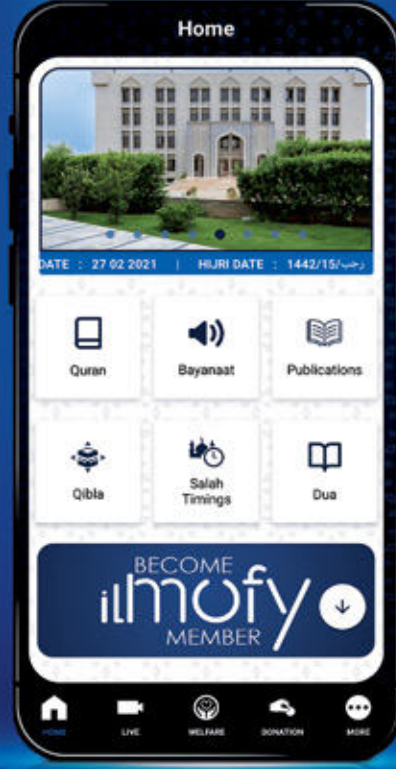 Home
DATE : 27 02 2021 | HIJRI DATE : 1442/15/رجب
Quran
Bayanaat
Publications
Qibla
Salah
Timings
Dua
BECOME
ilmofy
MEMBER
HOME
LIVE
WELFARE
DONATION
MORE